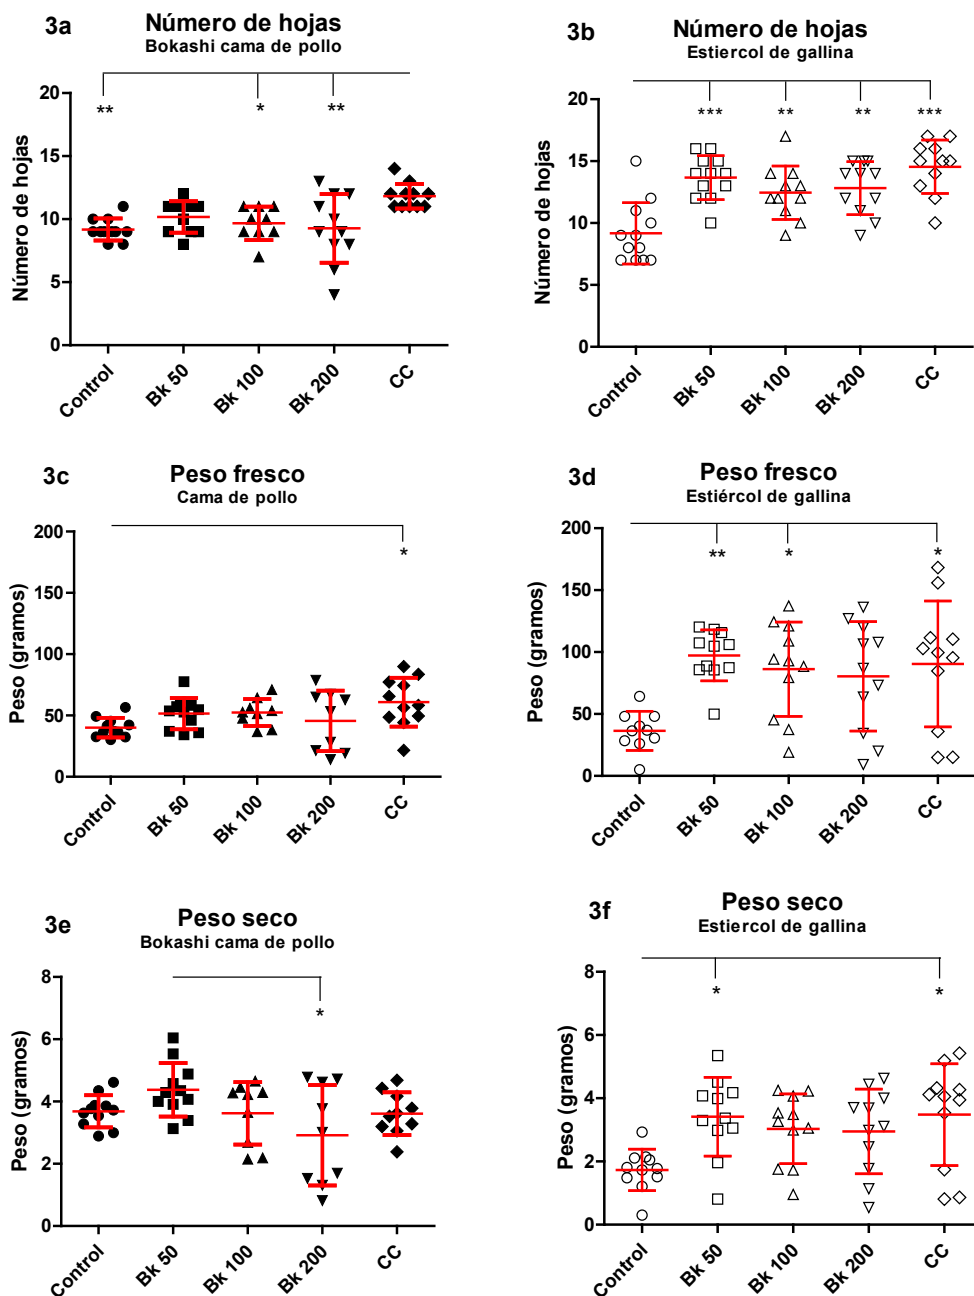 3a
Número de hojas
Bokashi cama de pollo
** * **
20
15
10
5
0
Número de hojas
Control
Bk 50
Bk 100
Bk 200
CC
3b
Número de hojas
Estiercol de gallina
*** ** ** ***
20
15
10
5
0
Número de hojas
Control
Bk 50
Bk 100
Bk 200
CC
3c
Peso fresco
Cama de pollo
*
200
150
100
50
0
Peso (gramos)
Control
Bk 50
Bk 100
Bk 200
CC
3d
Peso fresco
Estiércol de gallina
** * *
200
150
100
50
0
Peso (gramos)
Control
Bk 50
Bk 100
Bk 200
CC
3e
Peso seco
Bokashi cama de pollo
*
8
6
4
2
0
Peso (gramos)
Control
Bk 50
Bk 100
Bk 200
CC
3f
Peso seco
Estiercol de gallina
* *
8
6
4
2
0
Peso (gramos)
Control
Bk 50
Bk 100
Bk 200
CC